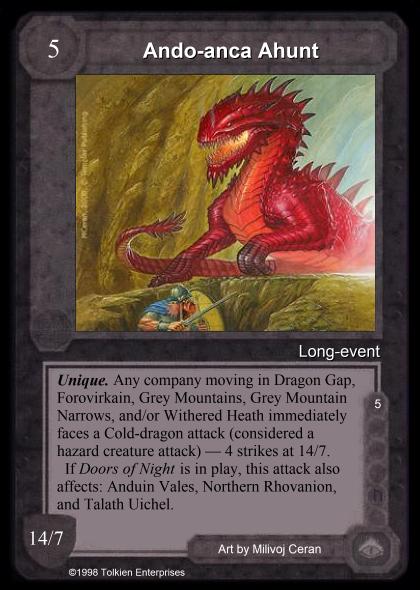 5
Ando-anca Ahunt
Long-event
Unique. Any company moving in Dragon Gap,
Forovirkain, Grey Mountains, Grey Mountain
Narrows, and/or Withered Heath immediately
faces a Cold-dragon attack (considered a
hazard creature attack) — 4 strikes at 14/7.
If Doors of Night is in play, this attack also
affects: Anduin Vales, Northern Rhovanion,
and Talath Uichel.
5
14/7
Art by Milivoj Ceran
©1998 Tolkien Enterprises